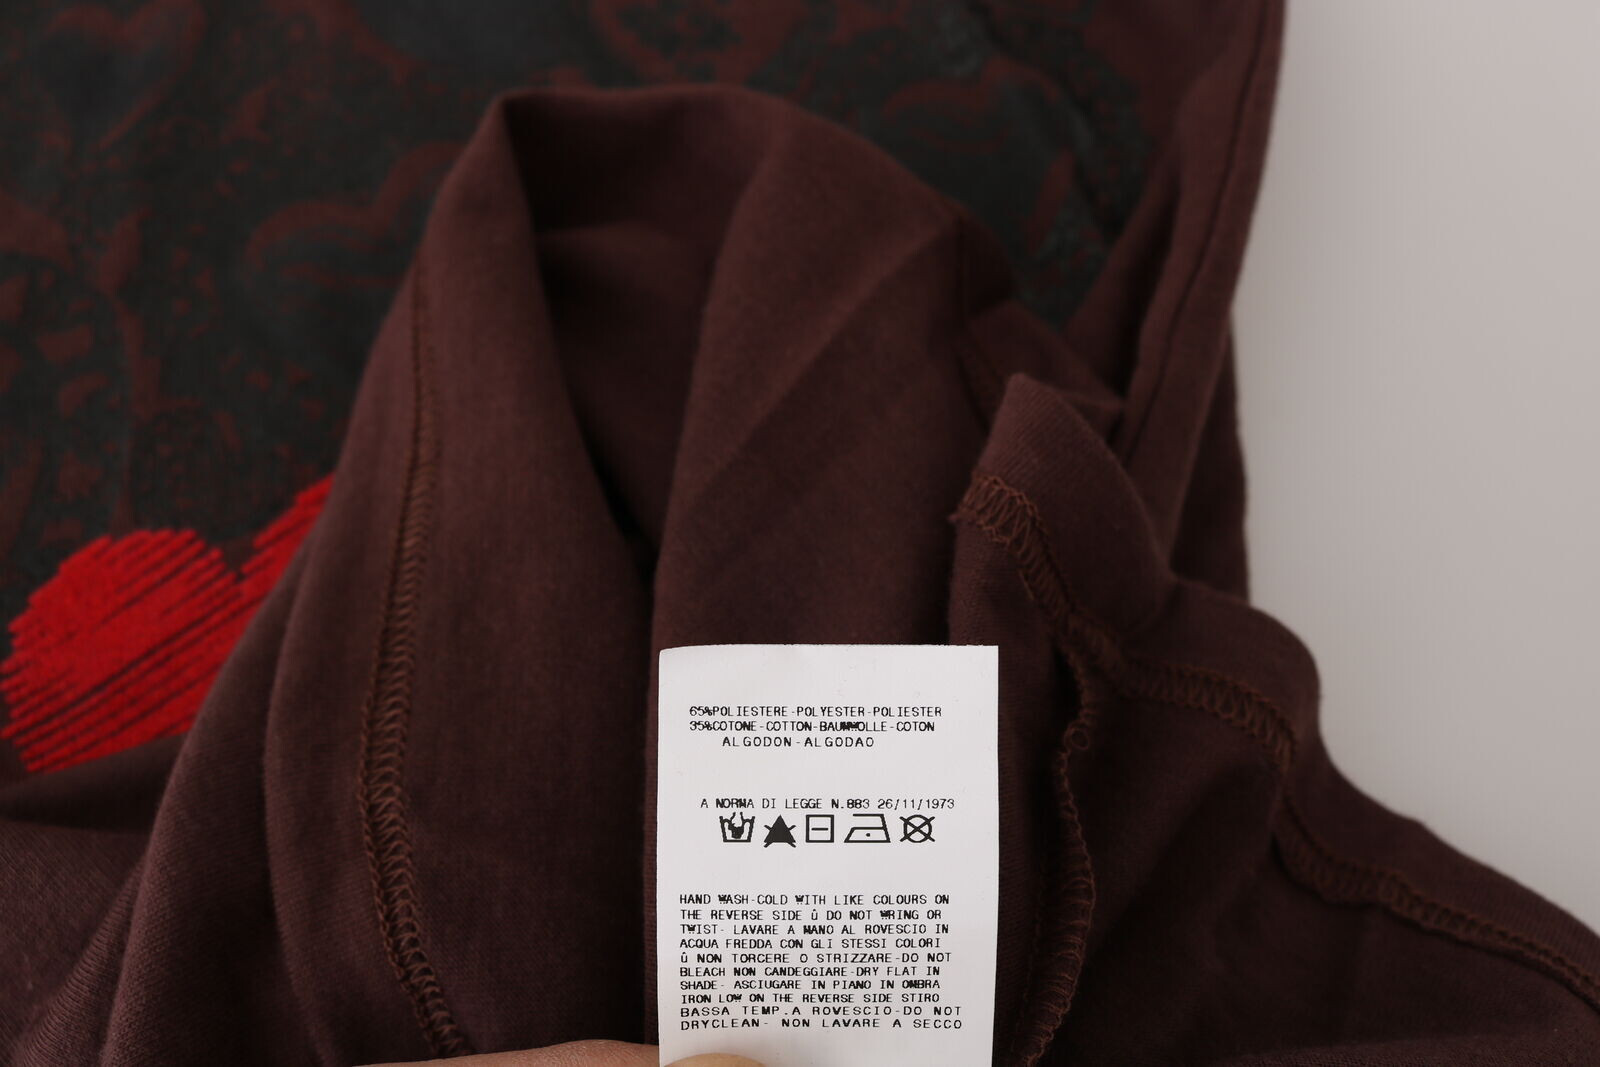 65%POLIESTERE-POLYESTER-POLIESTER
35%COTONE-COTTON-BAUMWOLLE-COTON
ALGODON-ALGODAO
A NORMA DI LEGGE N.883 26/11/1973
HAND WASH-COLD WITH LIKE COLOURS ON
THE REVERSE SIDE û DO NOT WRING OR
TWIST- LAVARE A MANO AL ROVESCIO IN
ACQUA FREDDA CON GLI STESSI COLORI
û NON TORCERE O STRIZZARE-DO NOT
BLEACH NON CANDEGGIARE-DRY FLAT IN
SHADE- ASCIUGARE IN PIANO IN OMBRA
IRON LOW ON THE REVERSE SIDE STIRO
BASSA TEMP.A ROVESCIO-DO NOT
DRYCLEAN- NON LAVARE A SECCO